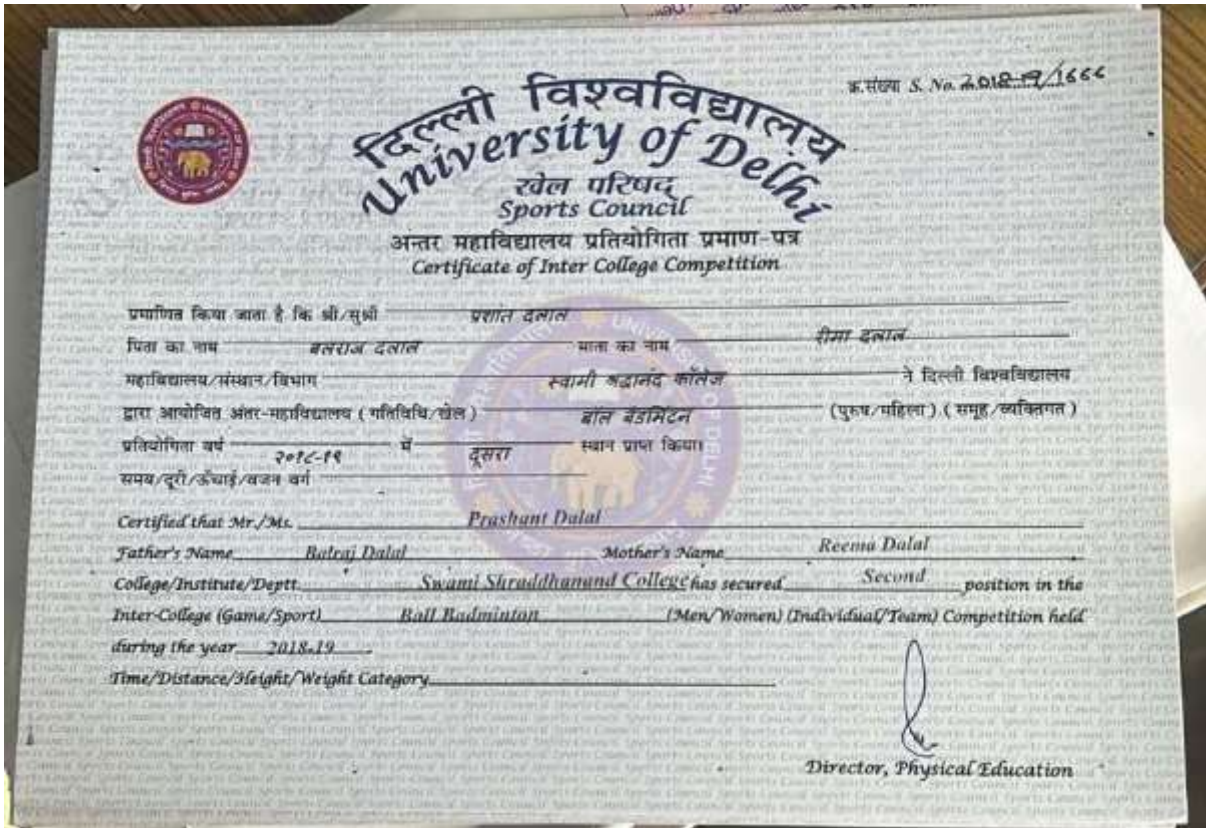 क्र.संख्या S. No. 2018-19/1666
दिल्ली विश्वविद्यालय
University of Delhi
खेल परिषद्
Sports Council
अन्तर महाविद्यालय प्रतियोगिता प्रमाण-पत्र
Certificate of Inter College Competition
प्रमाणित किया जाता है कि श्री/सुश्री प्रशांत दलाल
पिता का नाम बलराज दलाल माता का नाम रीमा दलाल
महाविद्यालय/संस्थान/विभाग स्वामी श्रद्धानंद कॉलेज ने दिल्ली विश्वविद्यालय
द्वारा आयोजित अंतर-महाविद्यालय (गतिविधि/खेल) बॉल बैडमिंटन (पुरुष/महिला) (समूह/व्यक्तिगत)
प्रतियोगिता वर्ष २०१८-१९ में दूसरा स्थान प्राप्त किया।
समय/दूरी/ऊँचाई/वजन वर्ग
Certified that Mr./Ms. Prashant Dalal
Father's Name Balraj Dalal Mother's Name Reema Dalal
College/Institute/Deptt. Swami Shraddhanand College has secured Second position in the
Inter-College (Game/Sport) Ball Badminton (Men/Women) (Individual/Team) Competition held
during the year 2018-19
Time/Distance/Height/Weight Category
Director, Physical Education